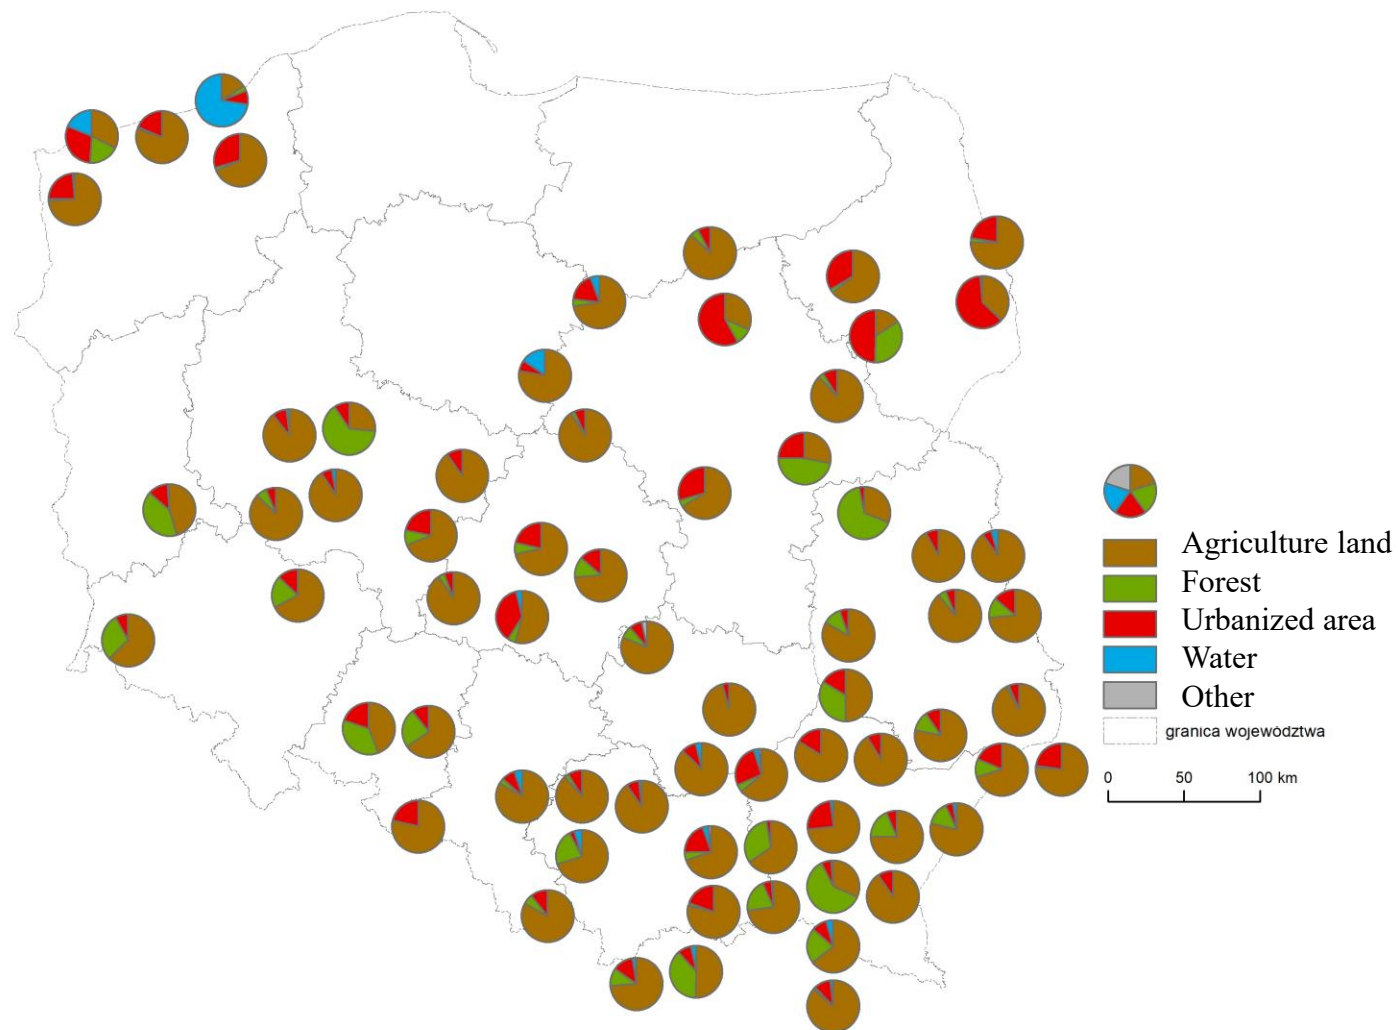 Agriculture land
Forest
Urbanized area
Water
Other
granica województwa
0 50 100 km